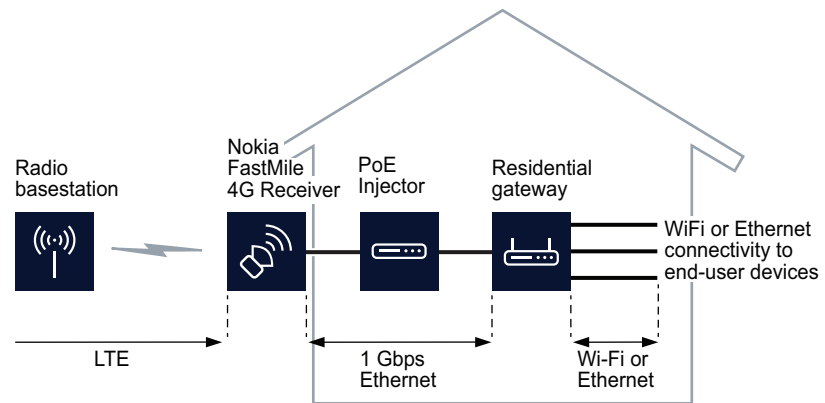 Radio
basestation
Nokia
FastMile
4G Receiver
PoE
Injector
Residential
gateway
WiFi or Ethernet
connectivity to
end-user devices
LTE
1 Gbps
Ethernet
Wi-Fi or
Ethernet